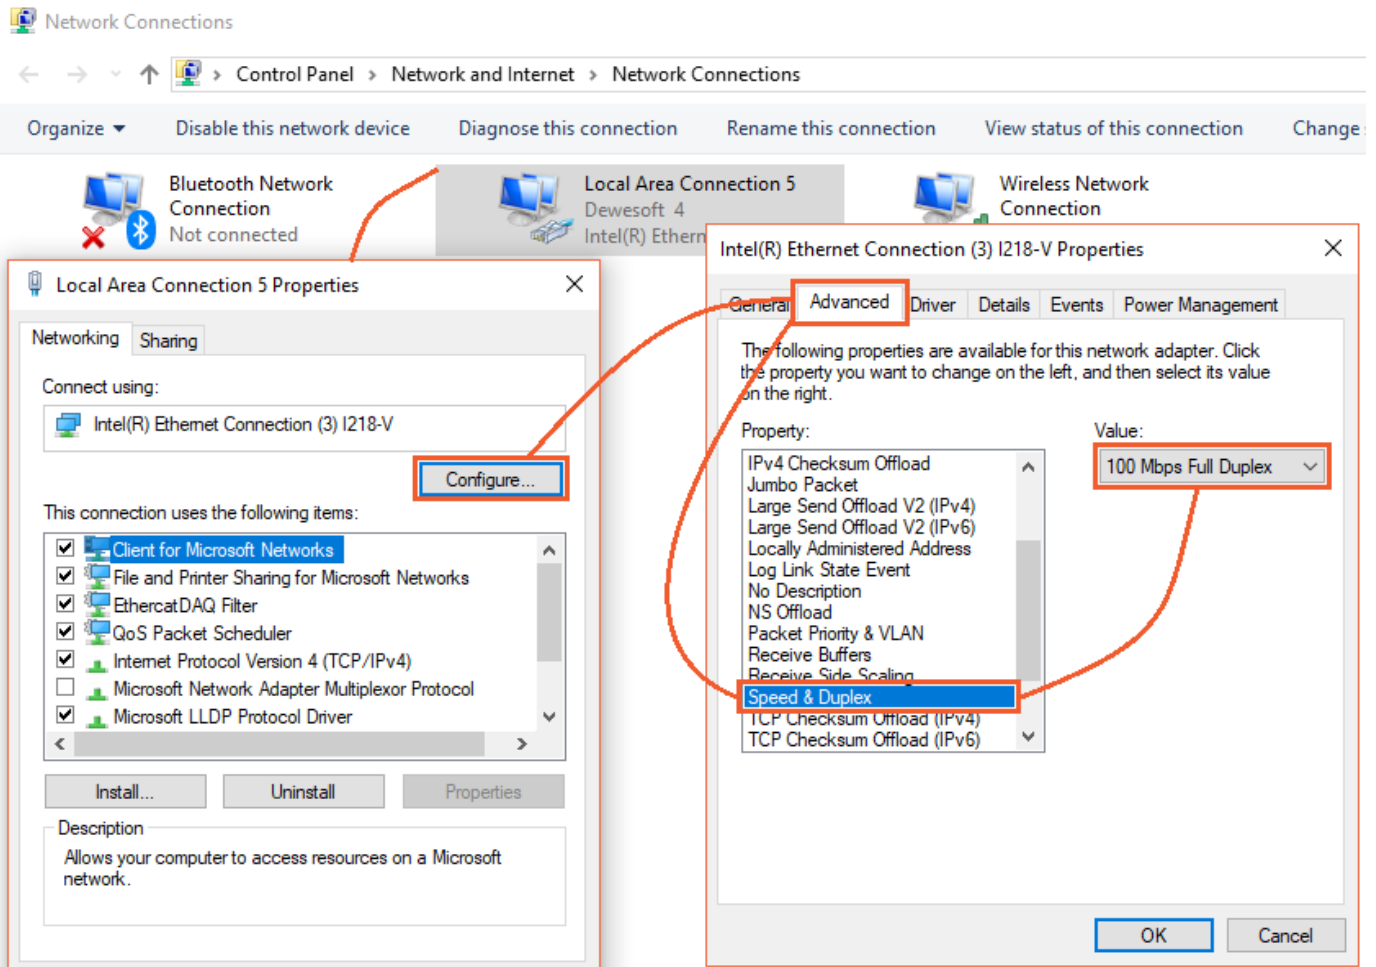 Network Connections
Control Panel > Network and Internet > Network Connections
Organize Disable this network device Diagnose this connection Rename this connection View status of this connection Change
Bluetooth Network
Connection
Not connected
Local Area Connection 5
Dewesoft 4
Intel(R) Ethern
Wireless Network
Connection
Local Area Connection 5 Properties
Networking Sharing
Connect using:
Intel(R) Ethernet Connection (3) I218-V
Configure...
This connection uses the following items:
Client for Microsoft Networks
File and Printer Sharing for Microsoft Networks
EthercatDAQ Filter
QoS Packet Scheduler
Internet Protocol Version 4 (TCP/IPv4)
Microsoft Network Adapter Multiplexor Protocol
Microsoft LLDP Protocol Driver
Install... Uninstall Properties
Description
Allows your computer to access resources on a Microsoft
network.
Intel(R) Ethernet Connection (3) I218-V Properties
General Advanced Driver Details Events Power Management
The following properties are available for this network adapter. Click
the property you want to change on the left, and then select its value
on the right.
Property:
Value:
IPv4 Checksum Offload
Jumbo Packet
Large Send Offload V2 (IPv4)
Large Send Offload V2 (IPv6)
Locally Administered Address
Log Link State Event
No Description
NS Offload
Packet Priority & VLAN
Receive Buffers
Receive Side Scaling
Speed & Duplex
TCP Checksum Offload (IPv4)
TCP Checksum Offload (IPv6)
100 Mbps Full Duplex
OK Cancel